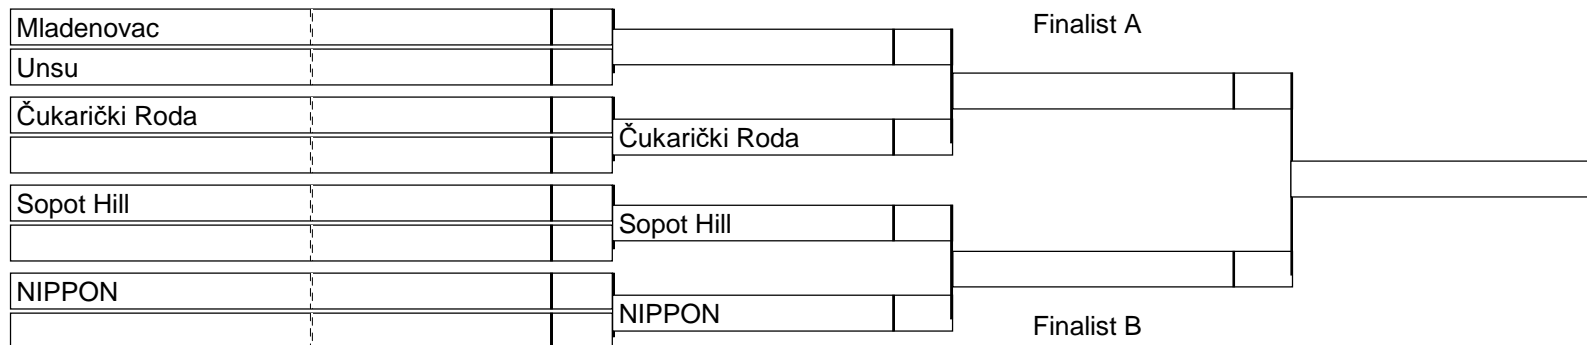 Mladenovac
Unsu
Čukarički Roda
Sopot Hill
NIPPON
Čukarički Roda
Sopot Hill
NIPPON
Finalist A
Finalist B